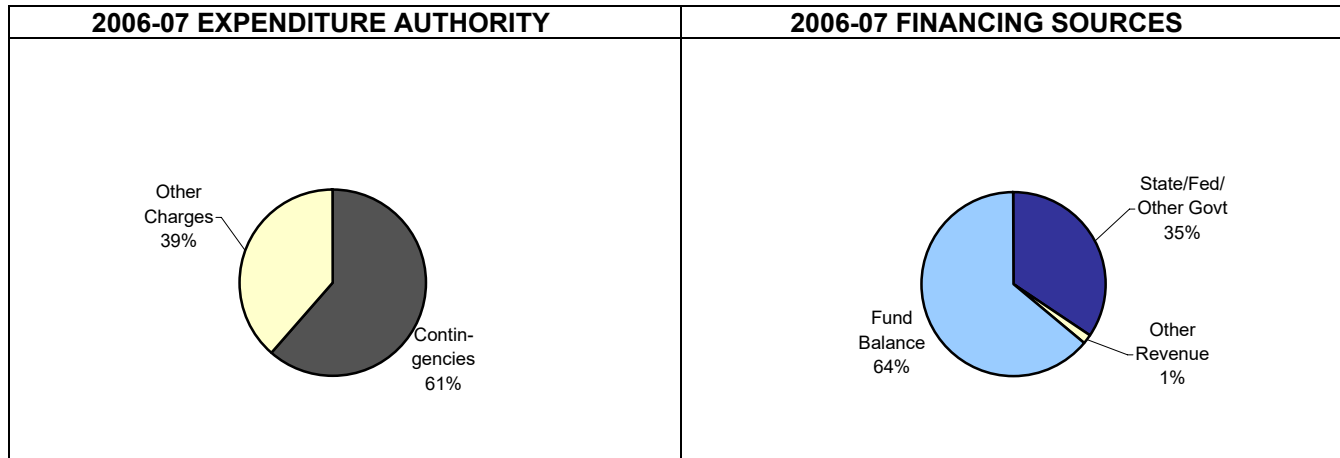 2006-07 EXPENDITURE AUTHORITY
2006-07 FINANCING SOURCES
Other
Charges
39%
Contin-
gencies
61%
State/Fed/
Other Govt
35%
Fund
Balance
64%
Other
Revenue
1%